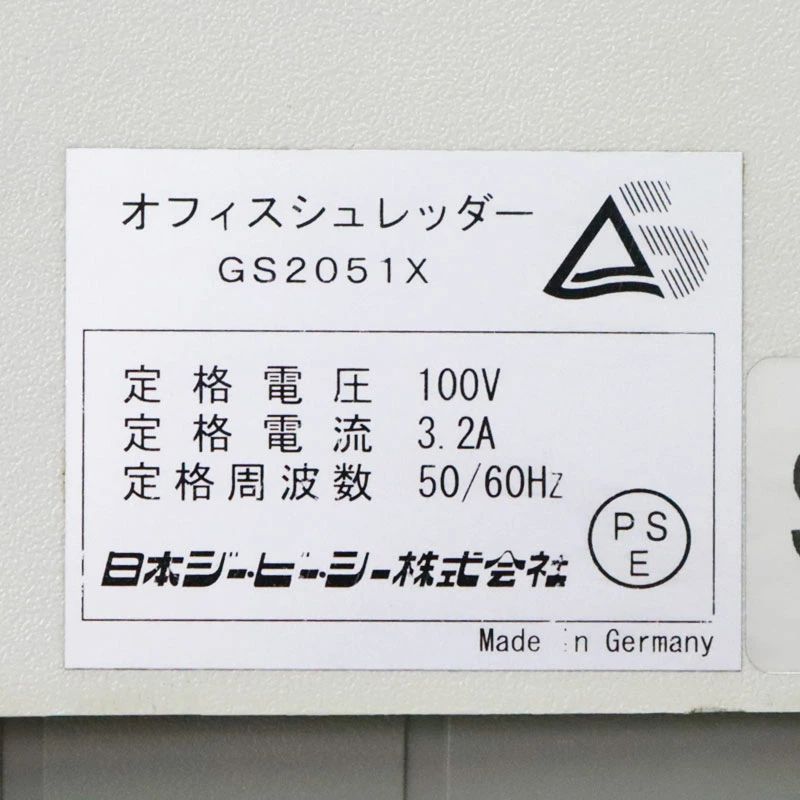 オフィスシュレッダー
GS2051X
定格電圧 100V
定格電流 3.2A
定格周波数 50/60Hz
PS
E
日本ジー・ビー・シー株式会社
Made in Germany